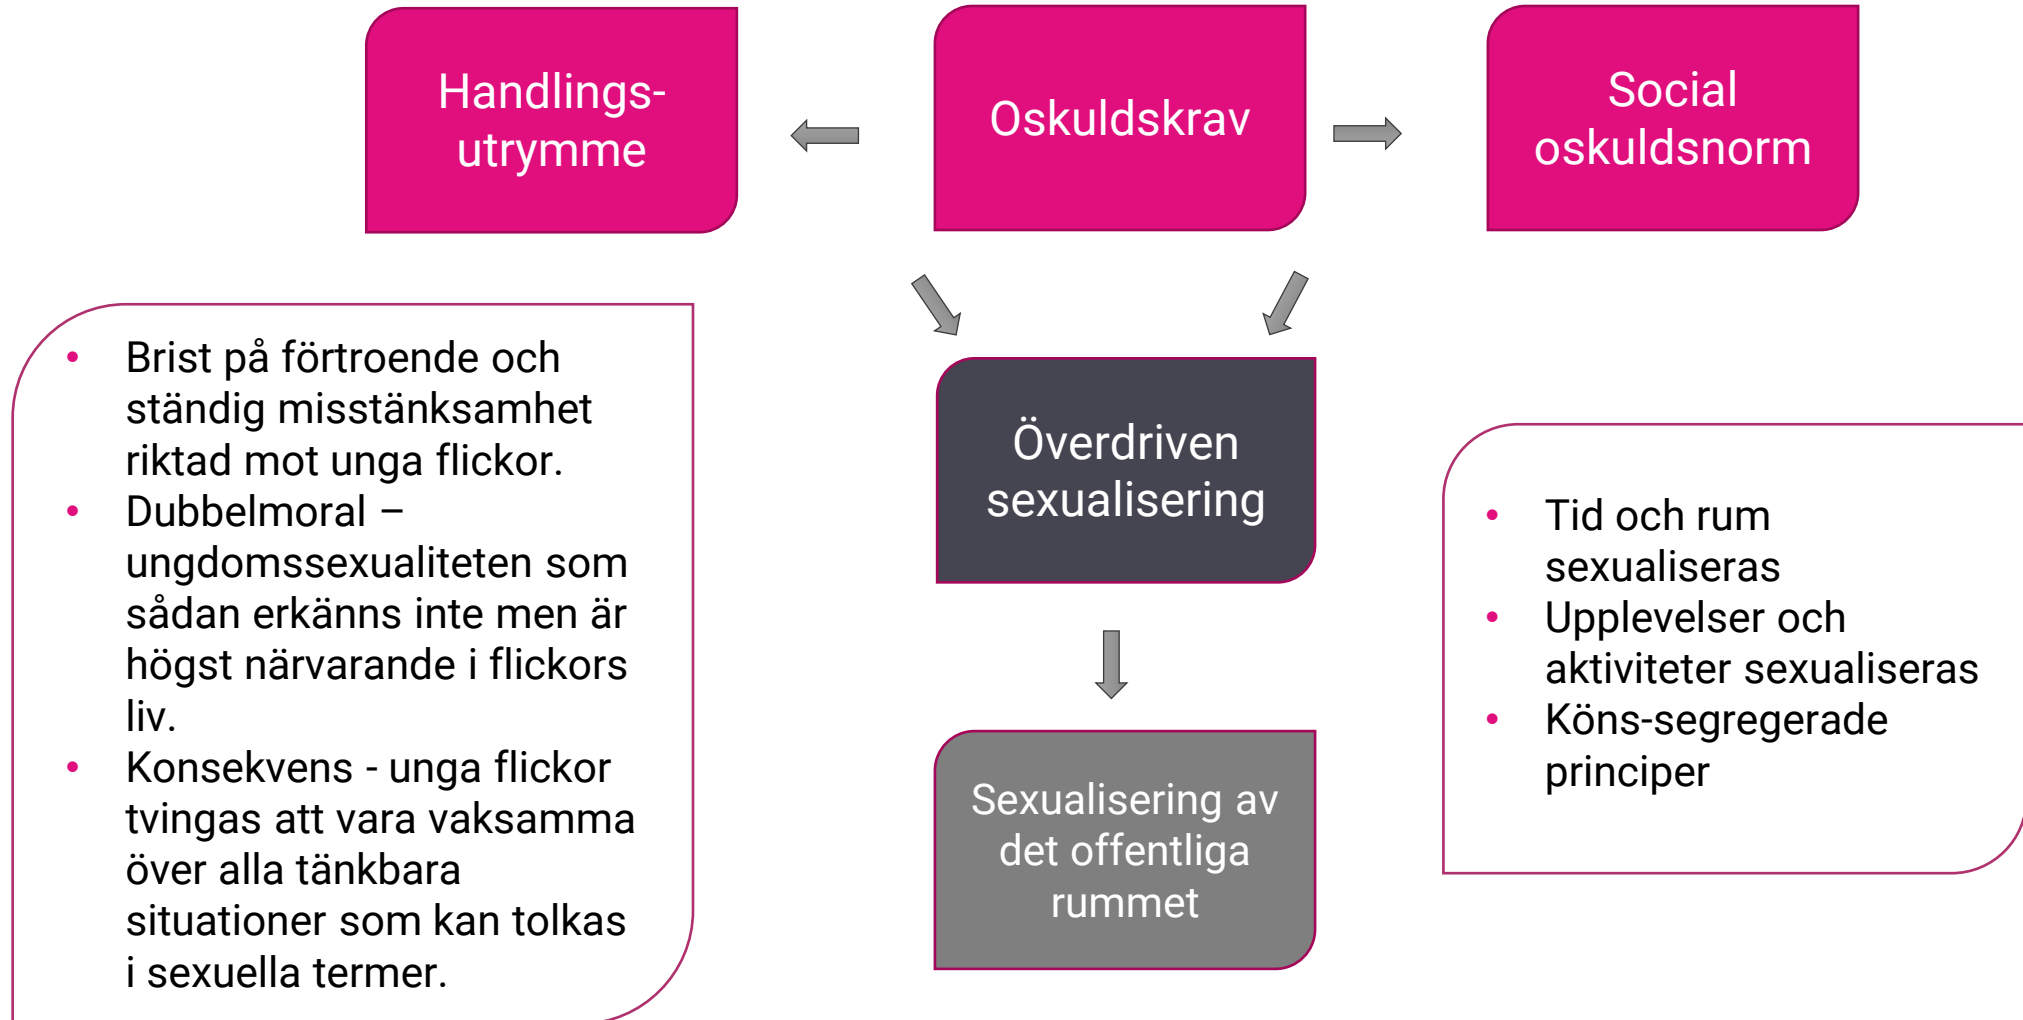 Handlings-
utrymme
Oskuldskrav
Social
oskuldsnorm
• Brist på förtroende och
ständig misstänksamhet
riktad mot unga flickor.
• Dubbelmoral –
ungdomssexualiteten som
sådan erkänns inte men är
högst närvarande i flickors
liv.
• Konsekvens - unga flickor
tvingas att vara vaksamma
över alla tänkbara
situationer som kan tolkas
i sexuella termer.
Överdriven
sexualisering
Sexualisering av
det offentliga
rummet
• Tid och rum
sexualiseras
• Upplevelser och
aktiviteter sexualiseras
• Köns-segregerade
principer